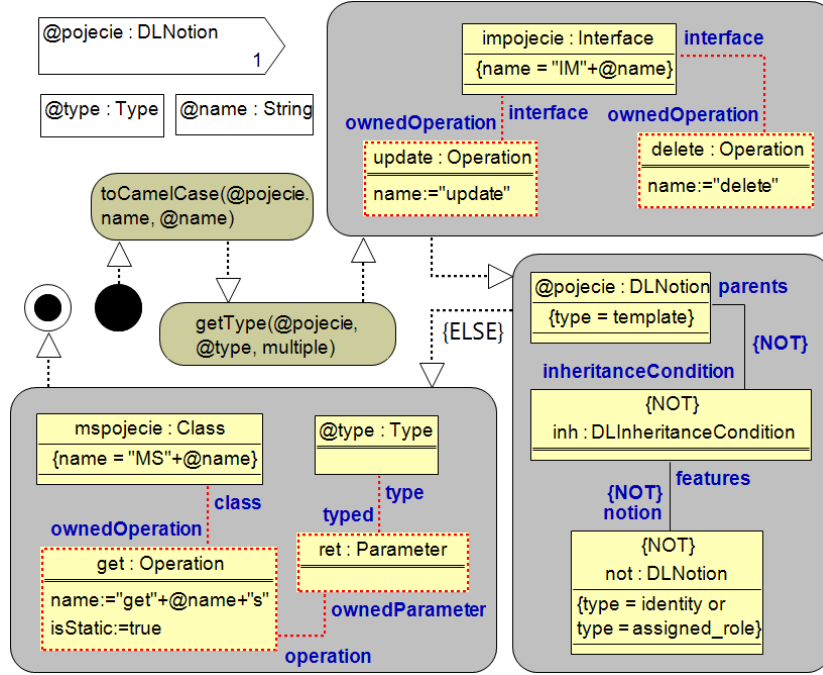 @pojecie : DLNotion
1
@type : Type
@name : String
toCamelCase(@pojecie.
name, @name)
getType(@pojecie,
@type, multiple)
impojecie : Interface
{name = "IM"+@name}
interface
interface
ownedOperation
ownedOperation
update : Operation
name:="update"
delete : Operation
name:="delete"
{ELSE}
@pojecie : DLNotion
{type = template}
parents
{NOT}
inheritanceCondition
{NOT}
inh : DLInheritanceCondition
features
{NOT}
notion
{NOT}
not : DLNotion
{type = identity or
type = assigned_role}
mspojecie : Class
{name = "MS"+@name}
@type : Type
class
type
ownedOperation
typed
get : Operation
name:="get"+@name+"s"
isStatic:=true
ret : Parameter
ownedParameter
operation